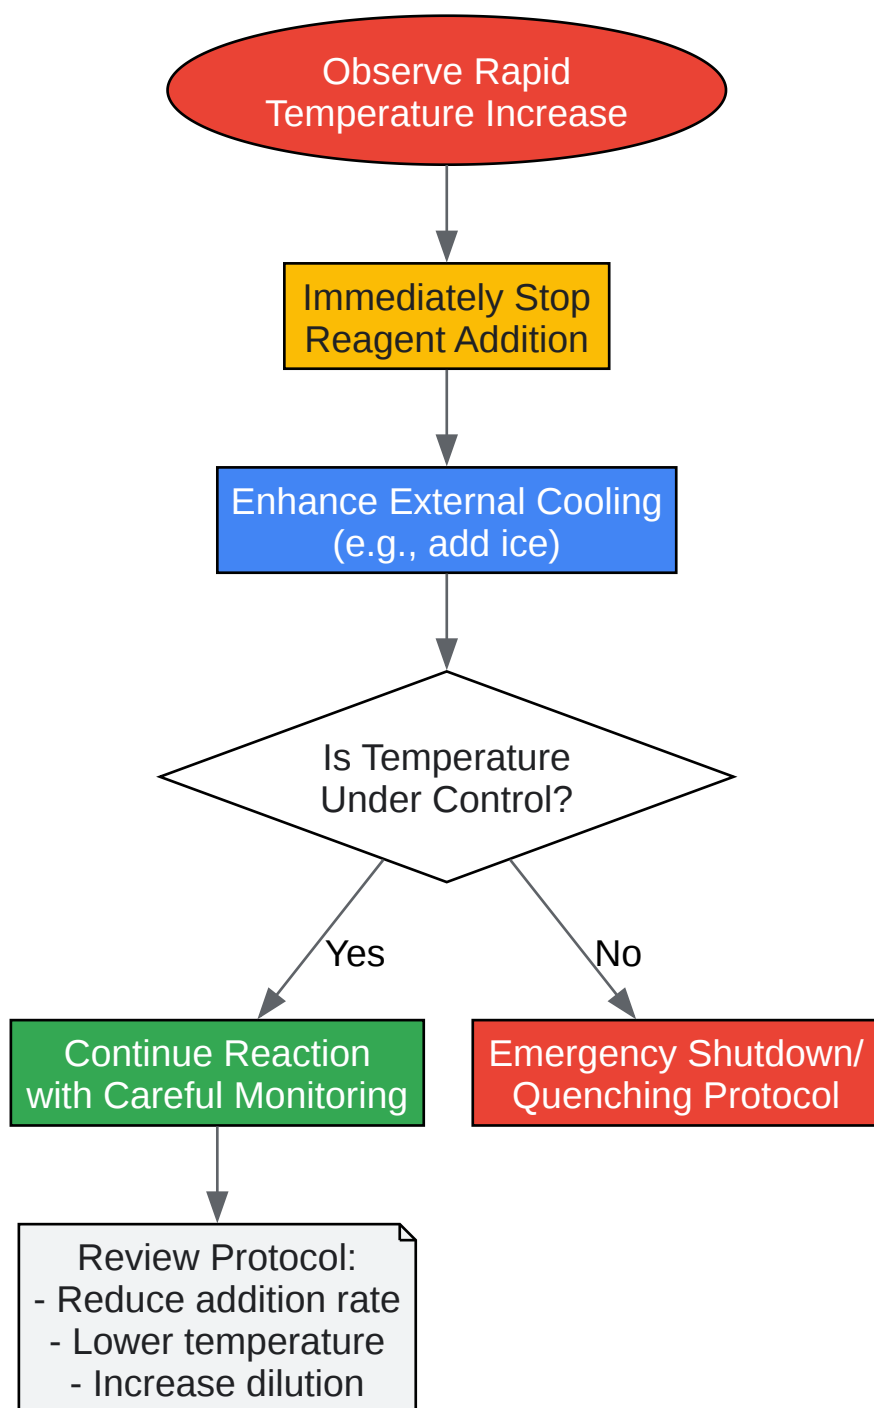 Observe Rapid
Temperature Increase
Immediately Stop
Reagent Addition
Enhance External Cooling
(e.g., add ice)
Is Temperature
Under Control?
Yes
No
Continue Reaction
with Careful Monitoring
Emergency Shutdown/
Quenching Protocol
Review Protocol:
- Reduce addition rate
- Lower temperature
- Increase dilution